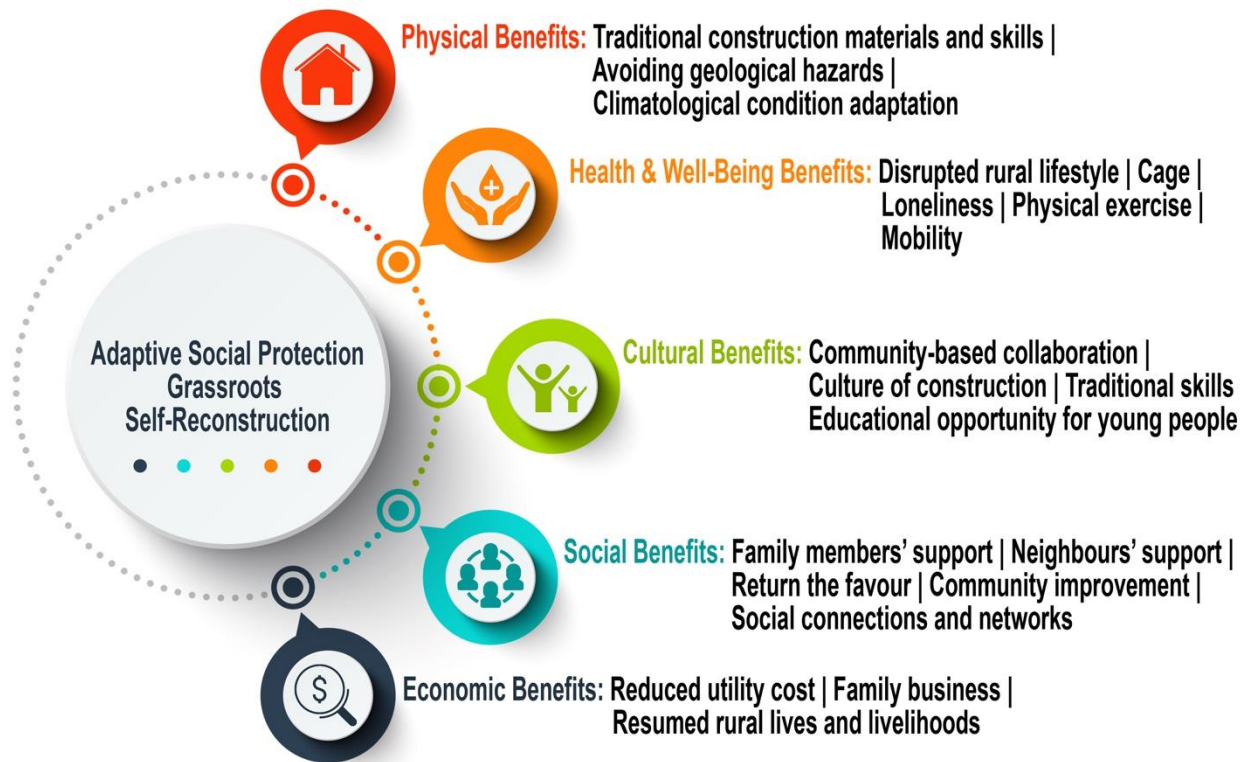 Physical Benefits: Traditional construction materials and skills |
Avoiding geological hazards |
Climatological condition adaptation
Health & Well-Being Benefits: Disrupted rural lifestyle | Cage |
Loneliness | Physical exercise |
Mobility
Adaptive Social Protection
Grassroots
Self-Reconstruction
Cultural Benefits: Community-based collaboration |
Culture of construction | Traditional skills
Educational opportunity for young people
Social Benefits: Family members’ support | Neighbours’ support |
Return the favour | Community improvement |
Social connections and networks
$
Economic Benefits: Reduced utility cost | Family business |
Resumed rural lives and livelihoods